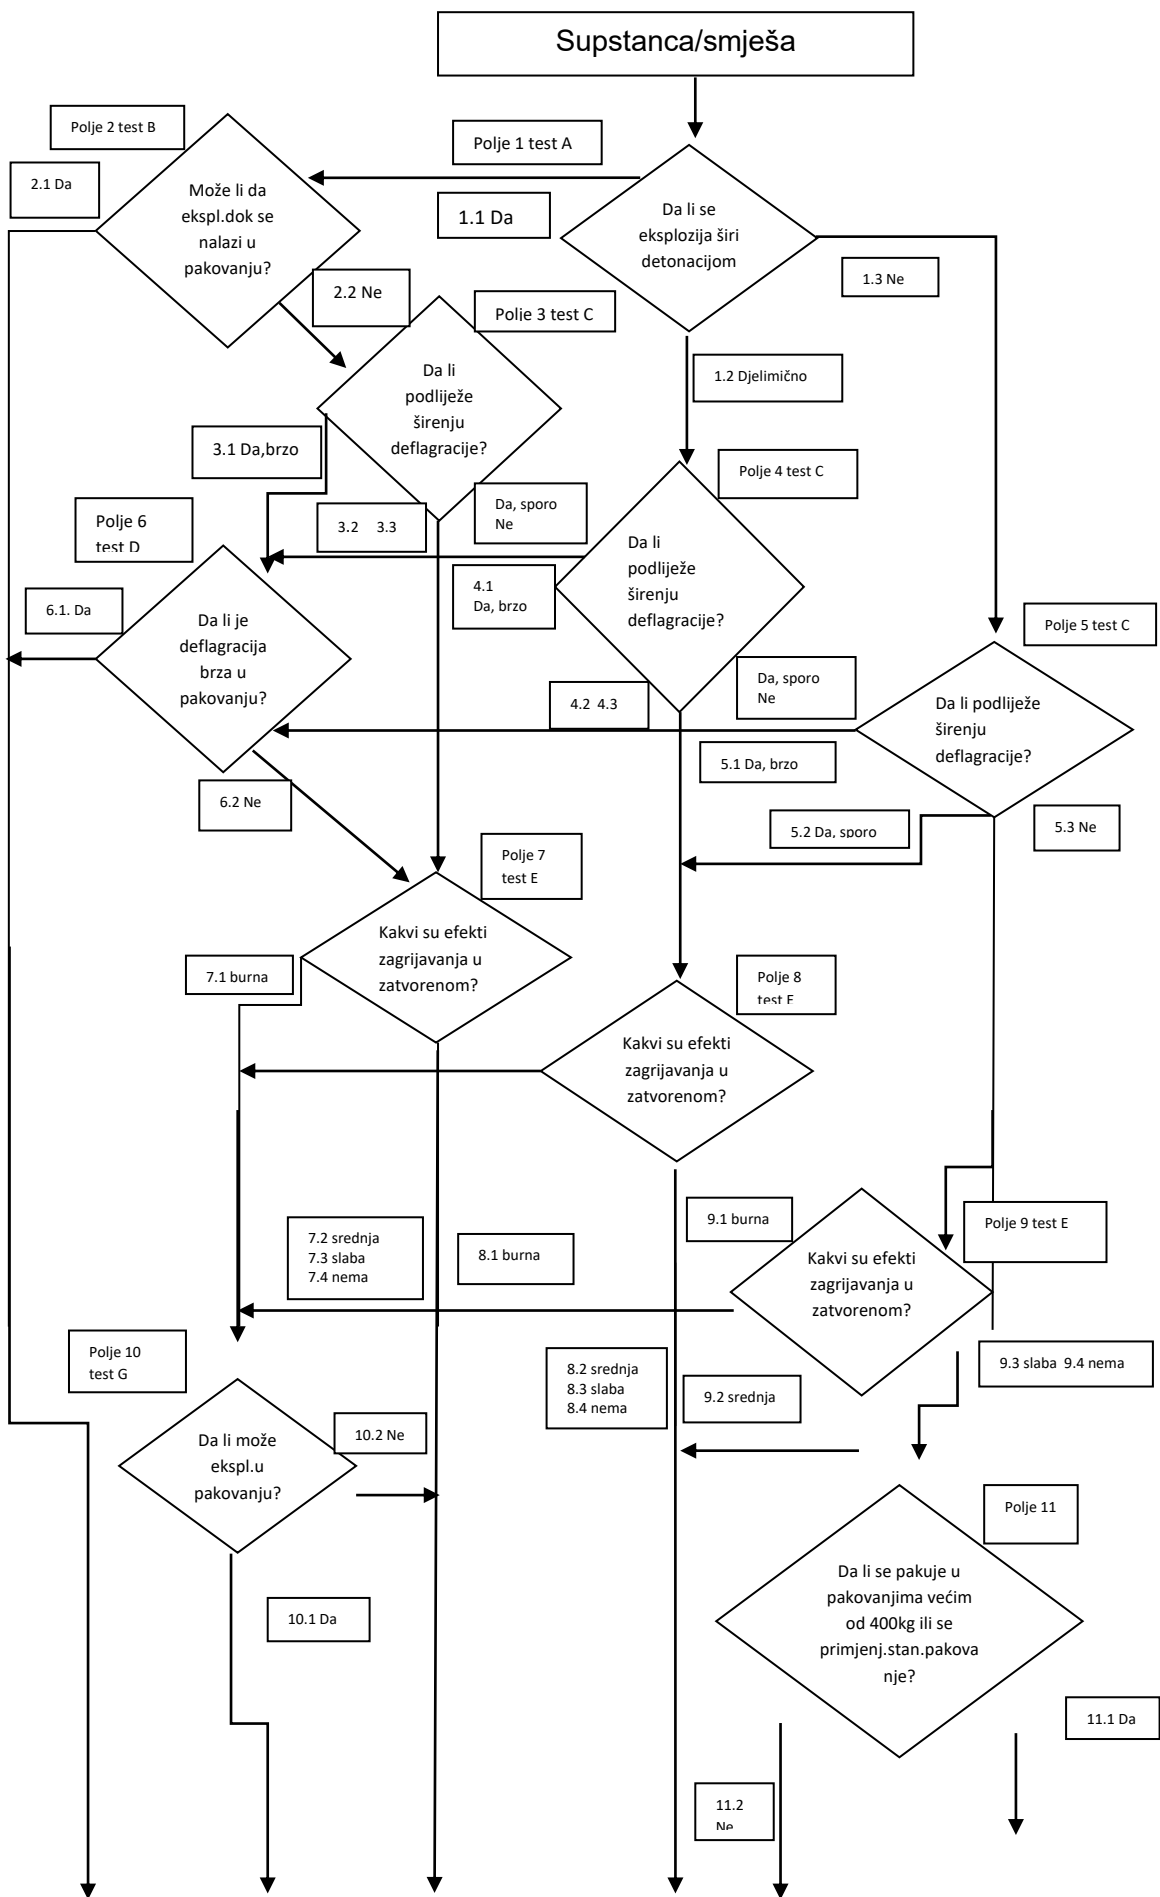 Supstanca/smješa
Polje 2 test B
Polje 1 test A
2.1 Da
Može li da
ekspl.dok se
nalazi u
pakovanju?
1.1 Da
Da li se
eksplozija širi
detonacijom
1.3 Ne
2.2 Ne
Polje 3 test C
Da li
podliježe
širenju
deflagracije?
1.2 Djelimično
3.1 Da,brzo
Polje 4 test C
Polje 6
test D
3.2 3.3
Da, sporo
Ne
Da li
podliježe
širenju
deflagracije?
4.1
Da, brzo
6.1. Da
Da li je
deflagracija
brza u
pakovanju?
Polje 5 test C
4.2 4.3
Da, sporo
Ne
Da li podliježe
širenju
deflagracije?
5.1 Da, brzo
6.2 Ne
5.2 Da, sporo
5.3 Ne
Polje 7
test E
Kakvi su efekti
zagrijavanja u
zatvorenom?
7.1 burna
Polje 8
test E
Kakvi su efekti
zagrijavanja u
zatvorenom?
7.2 srednja
7.3 slaba
7.4 nema
8.1 burna
9.1 burna
Polje 9 test E
Kakvi su efekti
zagrijavanja u
zatvorenom?
Polje 10
test G
8.2 srednja
8.3 slaba
8.4 nema
9.2 srednja
9.3 slaba 9.4 nema
Da li može
ekspl.u
pakovanju?
10.2 Ne
Polje 11
Da li se pakuje u
pakovanjima većim
od 400kg ili se
primjenj.stan.pakova
nje?
10.1 Da
11.1 Da
11.2
Ne